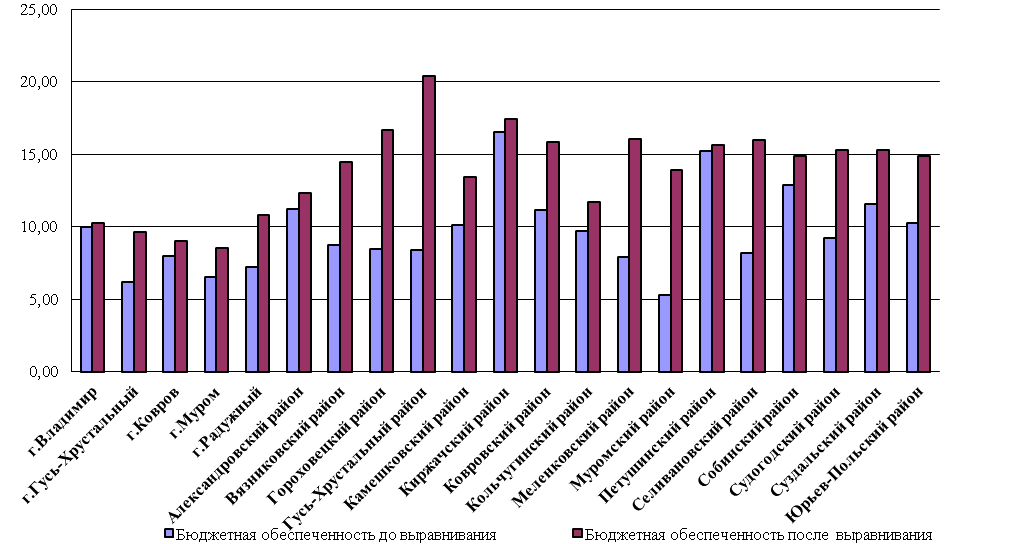 25,00
20,00
15,00
10,00
5,00
0,00
г.Владимир
г.Гусь-Хрустальный
г.Ковров
г.Муром
г.Радужный
Александровский район
Вязниковский район
Гороховецкий район
Гусь-Хрустальный район
Камешковский район
Киржачский район
Ковровский район
Кольчугинский район
Меленковский район
Муромский район
Петушинский район
Селивановский район
Собинский район
Судогодский район
Суздальский район
Юрьев-Польский район
Бюджетная обеспеченность до выравнивания
Бюджетная обеспеченность после выравнивания